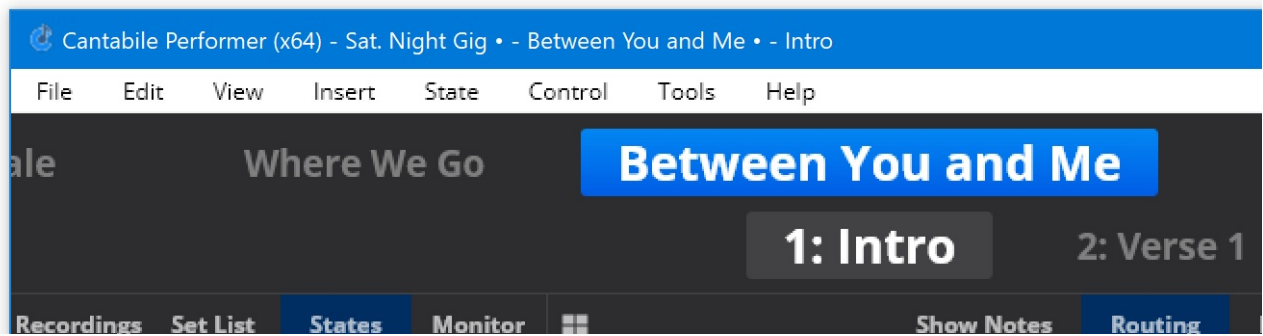 Cantabile Performer (x64) - Sat. Night Gig • - Between You and Me • - Intro
File Edit View Insert State Control Tools Help
ale Where We Go Between You and Me
1: Intro 2: Verse 1
Recordings Set List States Monitor Show Notes Routing